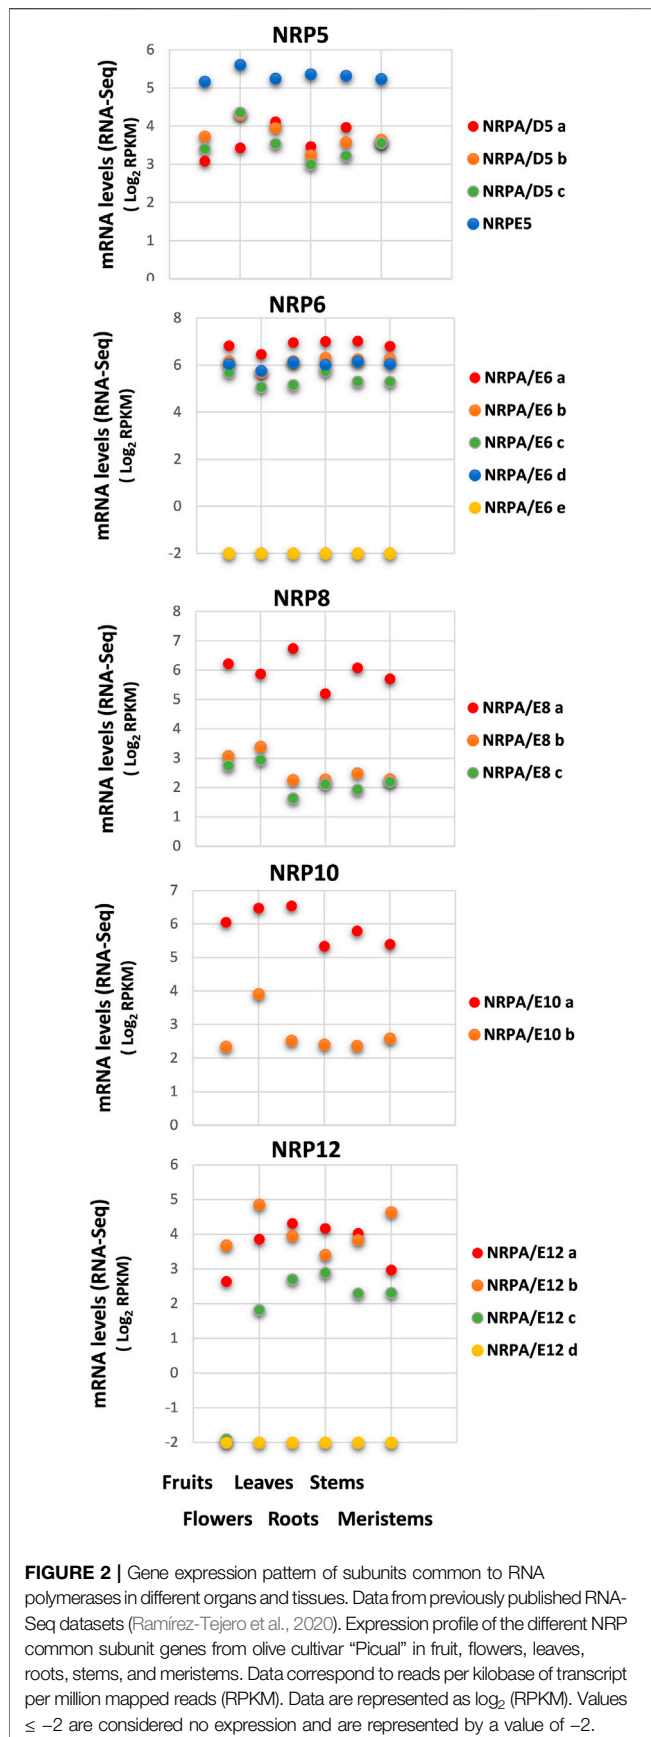 NRP5
mRNA levels (RNA-Seq)
( Log2 RPKM)
6
5
4
3
2
1
0
NRPA/D5 a
NRPA/D5 b
NRPA/D5 c
NRPE5
NRP6
mRNA levels (RNA-Seq)
( Log2 RPKM)
8
6
4
2
0
-2
NRPA/E6 a
NRPA/E6 b
NRPA/E6 c
NRPA/E6 d
NRPA/E6 e
NRP8
mRNA levels (RNA-Seq)
( Log2 RPKM)
8
7
6
5
4
3
2
1
0
NRPA/E8 a
NRPA/E8 b
NRPA/E8 c
NRP10
mRNA levels (RNA-Seq)
( Log2 RPKM)
7
6
5
4
3
2
1
0
NRPA/E10 a
NRPA/E10 b
NRP12
mRNA levels (RNA-Seq)
( Log2 RPKM)
6
5
4
3
2
1
0
-1
-2
NRPA/E12 a
NRPA/E12 b
NRPA/E12 c
NRPA/E12 d
Fruits Leaves Stems
Flowers Roots Meristems
FIGURE 2 | Gene expression pattern of subunits common to RNA
polymerases in different organs and tissues. Data from previously published RNA-
Seq datasets (Ramírez-Tejero et al., 2020). Expression profile of the different NRP
common subunit genes from olive cultivar “Picual” in fruit, flowers, leaves,
roots, stems, and meristems. Data correspond to reads per kilobase of transcript
per million mapped reads (RPKM). Data are represented as log2 (RPKM). Values
≤ −2 are considered no expression and are represented by a value of −2.